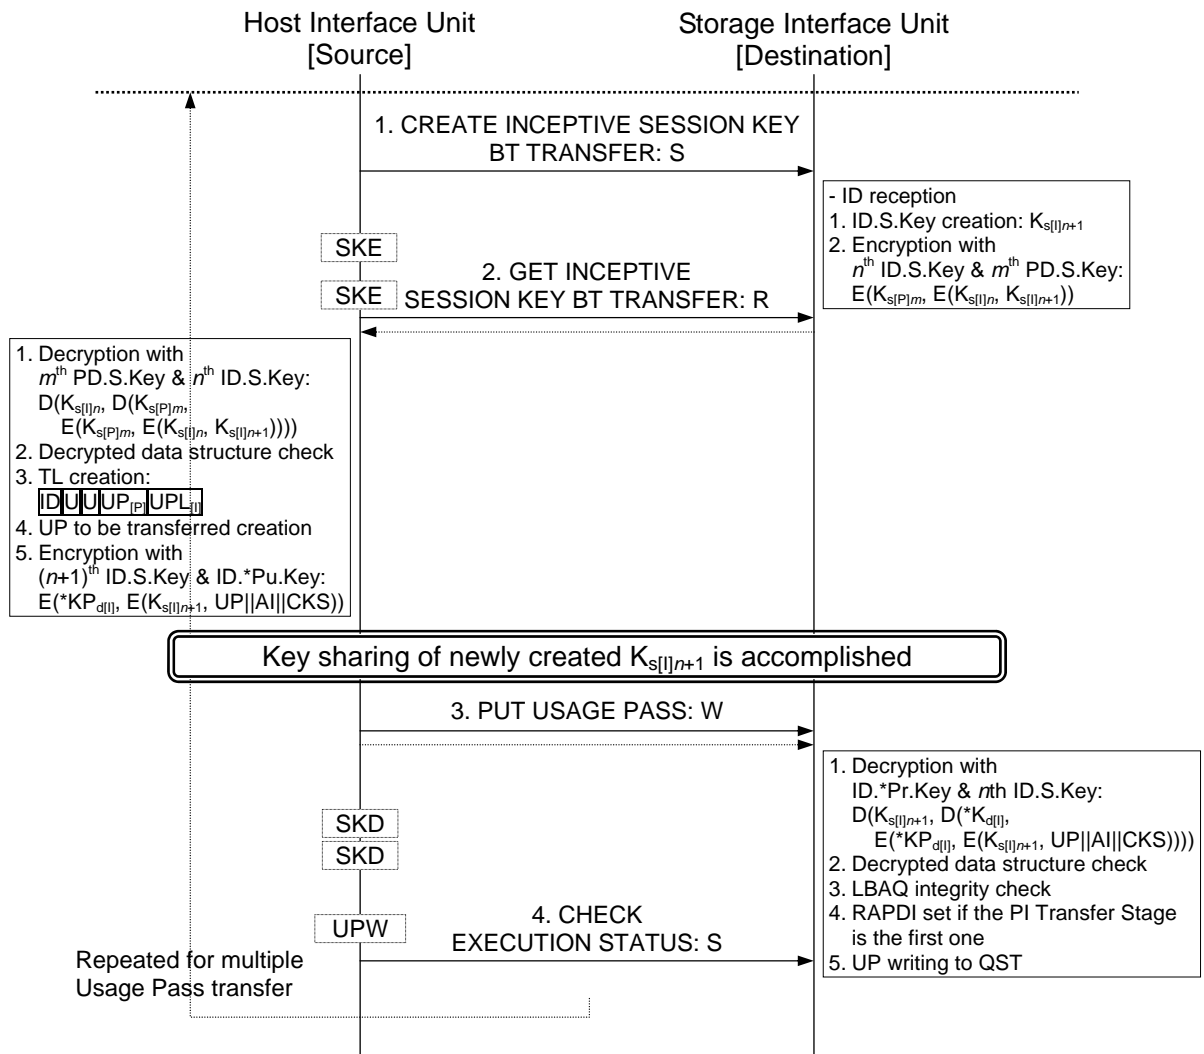 Host Interface Unit
[Source]
Storage Interface Unit
[Destination]
1. CREATE INCEPTIVE SESSION KEY
BT TRANSFER: S
- ID reception
1. ID.S.Key creation: Ks[I]n+1
2. Encryption with
nth ID.S.Key & mth PD.S.Key:
E(Ks[P]m, E(Ks[I]n, Ks[I]n+1))
SKE
SKE
2. GET INCEPTIVE
SESSION KEY BT TRANSFER: R
1. Decryption with
mth PD.S.Key & nth ID.S.Key:
D(Ks[I]n, D(Ks[P]m,
E(Ks[P]m, E(Ks[I]n, Ks[I]n+1))))
2. Decrypted data structure check
3. TL creation:
ID U U UP[P] UPL[I]
4. UP to be transferred creation
5. Encryption with
(n+1)th ID.S.Key & ID.*Pu.Key:
E(*KPd[I], E(Ks[I]n+1, UP||AI||CKS))
Key sharing of newly created Ks[I]n+1 is accomplished
3. PUT USAGE PASS: W
1. Decryption with
ID.*Pr.Key & nth ID.S.Key:
D(Ks[I]n+1, D(*Kd[I],
E(*KPd[I], E(Ks[I]n+1, UP||AI||CKS))))
2. Decrypted data structure check
3. LBAQ integrity check
4. RAPDI set if the PI Transfer Stage
is the first one
5. UP writing to QST
SKD
SKD
UPW
4. CHECK
EXECUTION STATUS: S
Repeated for multiple
Usage Pass transfer